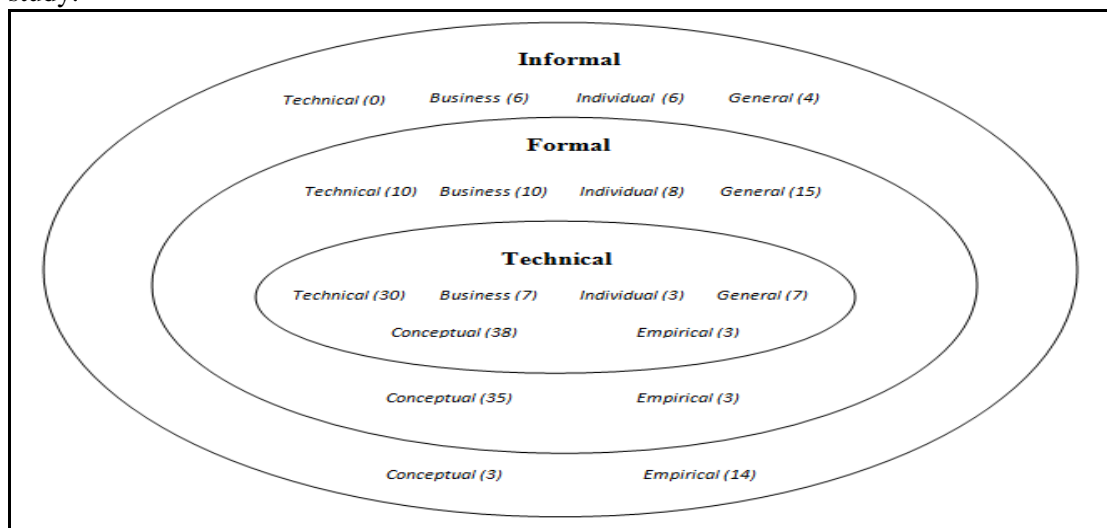 study.
Informal
Technical (0) Business (6) Individual (6) General (4)
Formal
Technical (10) Business (10) Individual (8) General (15)
Technical
Technical (30) Business (7) Individual (3) General (7)
Conceptual (38) Empirical (3)
Conceptual (35) Empirical (3)
Conceptual (3) Empirical (14)